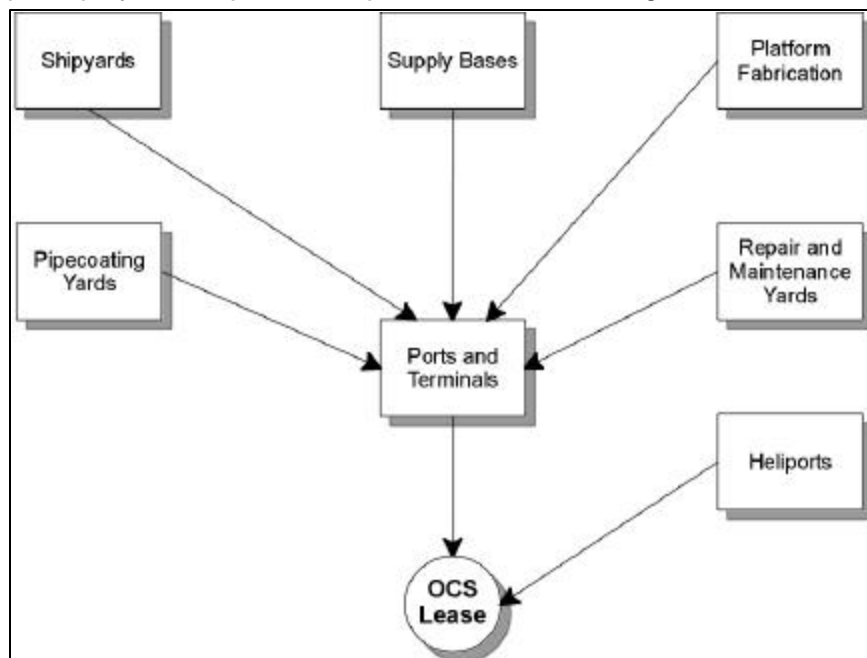 Shipyards
Supply Bases
Platform
Fabrication
Pipecoating
Yards
Repair and
Maintenance
Yards
Ports and
Terminals
Heliports
OCS
Lease